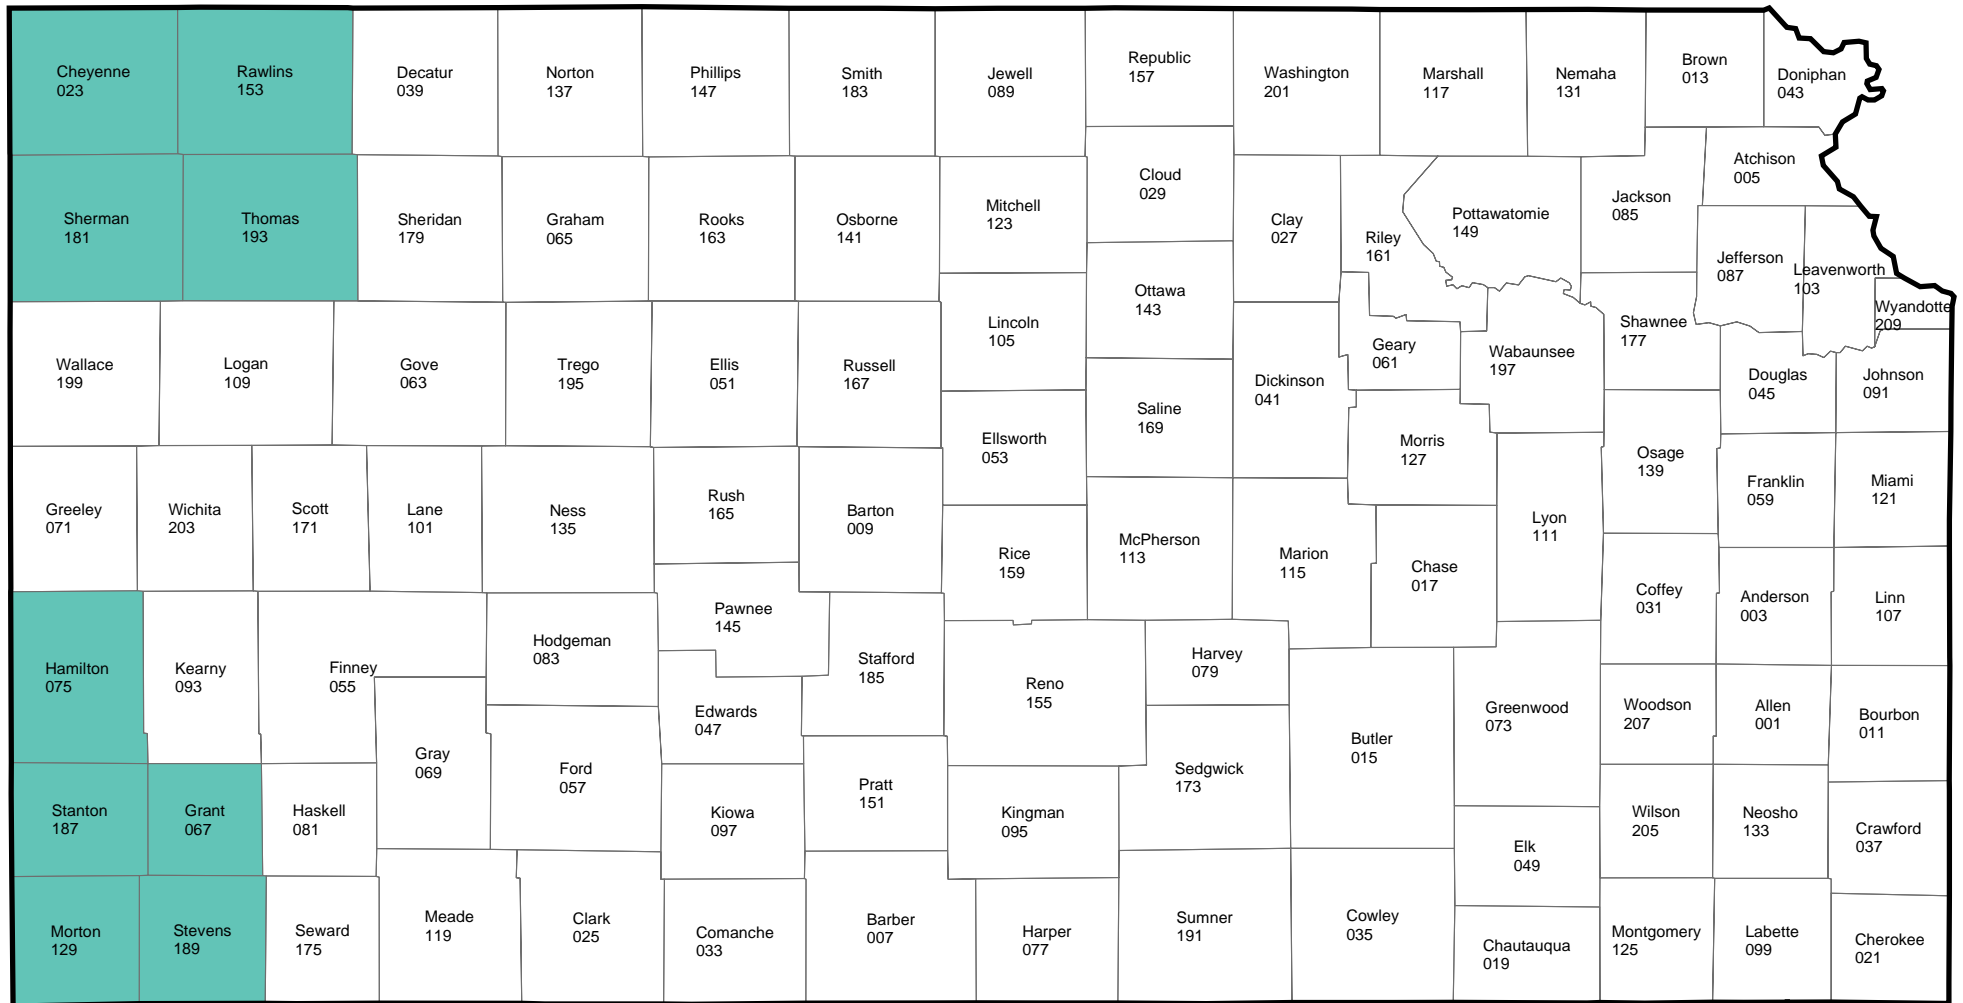 Cheyenne
023
Rawlins
153
Decatur
039
Norton
137
Phillips
147
Smith
183
Jewell
089
Republic
157
Washington
201
Marshall
117
Nemaha
131
Brown
013
Doniphan
043
Sherman
181
Thomas
193
Sheridan
179
Graham
065
Rooks
163
Osborne
141
Mitchell
123
Cloud
029
Clay
027
Riley
161
Pottawatomie
149
Jackson
085
Atchison
005
Jefferson
087
Leavenworth
103
Wyandotte
209
Wallace
199
Logan
109
Gove
063
Trego
195
Ellis
051
Russell
167
Lincoln
105
Ottawa
143
Saline
169
Dickinson
041
Geary
061
Wabaunsee
197
Shawnee
177
Douglas
045
Johnson
091
Ellsworth
053
Morris
127
Osage
139
Franklin
059
Miami
121
Greeley
071
Wichita
203
Scott
171
Lane
101
Ness
135
Rush
165
Barton
009
Rice
159
McPherson
113
Marion
115
Chase
017
Lyon
111
Coffey
031
Anderson
003
Linn
107
Hamilton
075
Kearny
093
Finney
055
Hodgeman
083
Pawnee
145
Stafford
185
Reno
155
Harvey
079
Gray
069
Ford
057
Edwards
047
Pratt
151
Sedgwick
173
Butler
015
Greenwood
073
Woodson
207
Allen
001
Bourbon
011
Stanton
187
Grant
067
Haskell
081
Kiowa
097
Kingman
095
Elk
049
Wilson
205
Neosho
133
Crawford
037
Morton
129
Stevens
189
Seward
175
Meade
119
Clark
025
Comanche
033
Barber
007
Harper
077
Sumner
191
Cowley
035
Chautauqua
019
Montgomery
125
Labette
099
Cherokee
021